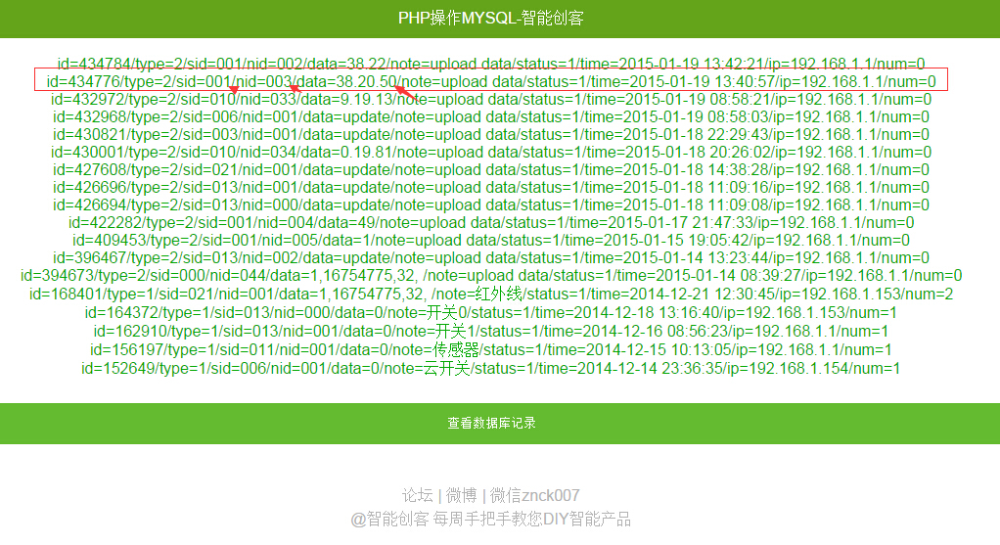 PHP操作MYSQL-智能创客
id=434784/type=2/sid=001/nid=002/data=38.22/note=upload data/status=1/time=2015-01-19 13:42:21/ip=192.168.1.1/num=0
id=434776/type=2/sid=001/nid=003/data=38.20.50/note=upload data/status=1/time=2015-01-19 13:40:57/ip=192.168.1.1/num=0
id=432972/type=2/sid=010/nid=033/data=9.19.13/note=upload data/status=1/time=2015-01-19 08:58:21/ip=192.168.1.1/num=0
id=432968/type=2/sid=006/nid=001/data=update/note=upload data/status=1/time=2015-01-19 08:58:03/ip=192.168.1.1/num=0
id=430821/type=2/sid=003/nid=001/data=update/note=upload data/status=1/time=2015-01-18 22:29:43/ip=192.168.1.1/num=0
id=430001/type=2/sid=010/nid=034/data=0.19.81/note=upload data/status=1/time=2015-01-18 20:26:02/ip=192.168.1.1/num=0
id=427608/type=2/sid=021/nid=001/data=update/note=upload data/status=1/time=2015-01-18 14:38:28/ip=192.168.1.1/num=0
id=426696/type=2/sid=013/nid=001/data=update/note=upload data/status=1/time=2015-01-18 11:09:16/ip=192.168.1.1/num=0
id=426694/type=2/sid=013/nid=000/data=update/note=upload data/status=1/time=2015-01-18 11:09:08/ip=192.168.1.1/num=0
id=422282/type=2/sid=001/nid=004/data=49/note=upload data/status=1/time=2015-01-17 21:47:33/ip=192.168.1.1/num=0
id=409453/type=2/sid=001/nid=005/data=1/note=upload data/status=1/time=2015-01-15 19:05:42/ip=192.168.1.1/num=0
id=396467/type=2/sid=013/nid=002/data=update/note=upload data/status=1/time=2015-01-14 13:23:44/ip=192.168.1.1/num=0
id=394673/type=2/sid=000/nid=044/data=1,16754775,32, /note=upload data/status=1/time=2015-01-14 08:39:27/ip=192.168.1.1/num=0
id=168401/type=1/sid=021/nid=001/data=1,16754775,32, /note=红外线/status=1/time=2014-12-21 12:30:45/ip=192.168.1.153/num=2
id=164372/type=1/sid=013/nid=000/data=0/note=开关0/status=1/time=2014-12-18 13:16:40/ip=192.168.1.153/num=1
id=162910/type=1/sid=013/nid=001/data=0/note=开关1/status=1/time=2014-12-16 08:56:23/ip=192.168.1.1/num=1
id=156197/type=1/sid=011/nid=001/data=0/note=传感器/status=1/time=2014-12-15 10:13:05/ip=192.168.1.1/num=1
id=152649/type=1/sid=006/nid=001/data=0/note=云开关/status=1/time=2014-12-14 23:36:35/ip=192.168.1.154/num=1
查看数据库记录
论坛 | 微博 | 微信znck007
@智能创客 每周手把手教您DIY智能产品